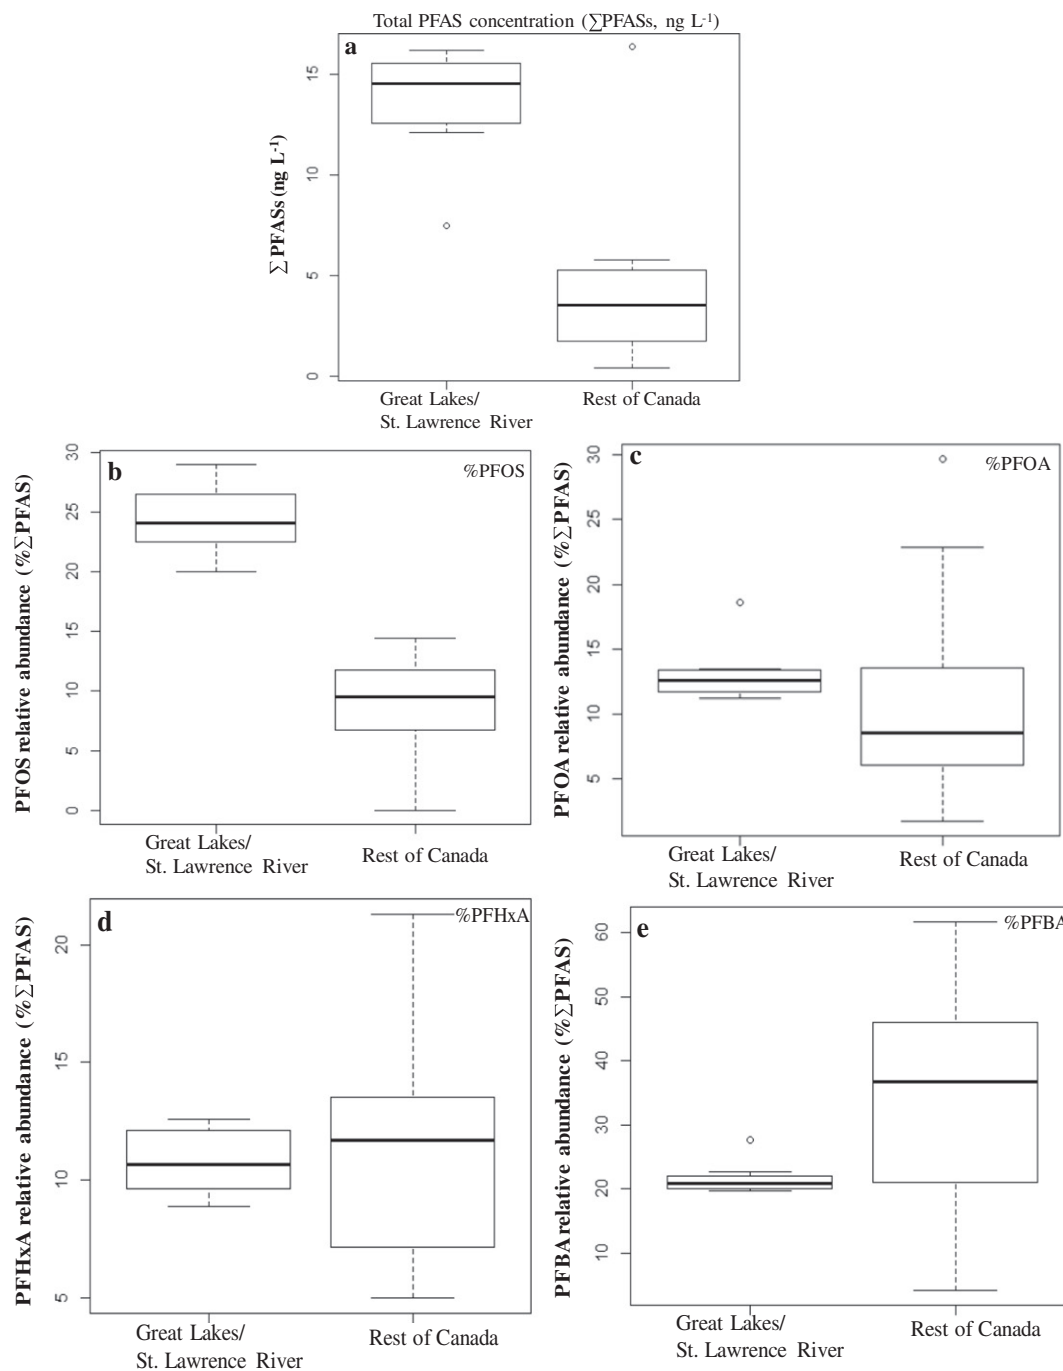 Total PFAS concentration (∑PFASs, ng L⁻¹)
a
∑ PFASs (ng L⁻¹)
15
10
5
0
Great Lakes/
St. Lawrence River
Rest of Canada
b
%PFOS
PFOS relative abundance (%∑PFAS)
30
25
20
15
10
5
0
Great Lakes/
St. Lawrence River
Rest of Canada
c
%PFOA
PFOA relative abundance (%∑PFAS)
30
25
20
15
10
5
Great Lakes/
St. Lawrence River
Rest of Canada
d
%PFHxA
PFHxA relative abundance (%∑PFAS)
20
15
10
5
Great Lakes/
St. Lawrence River
Rest of Canada
e
%PFBA
PFBA relative abundance (%∑PFAS)
60
50
40
30
20
10
Great Lakes/
St. Lawrence River
Rest of Canada